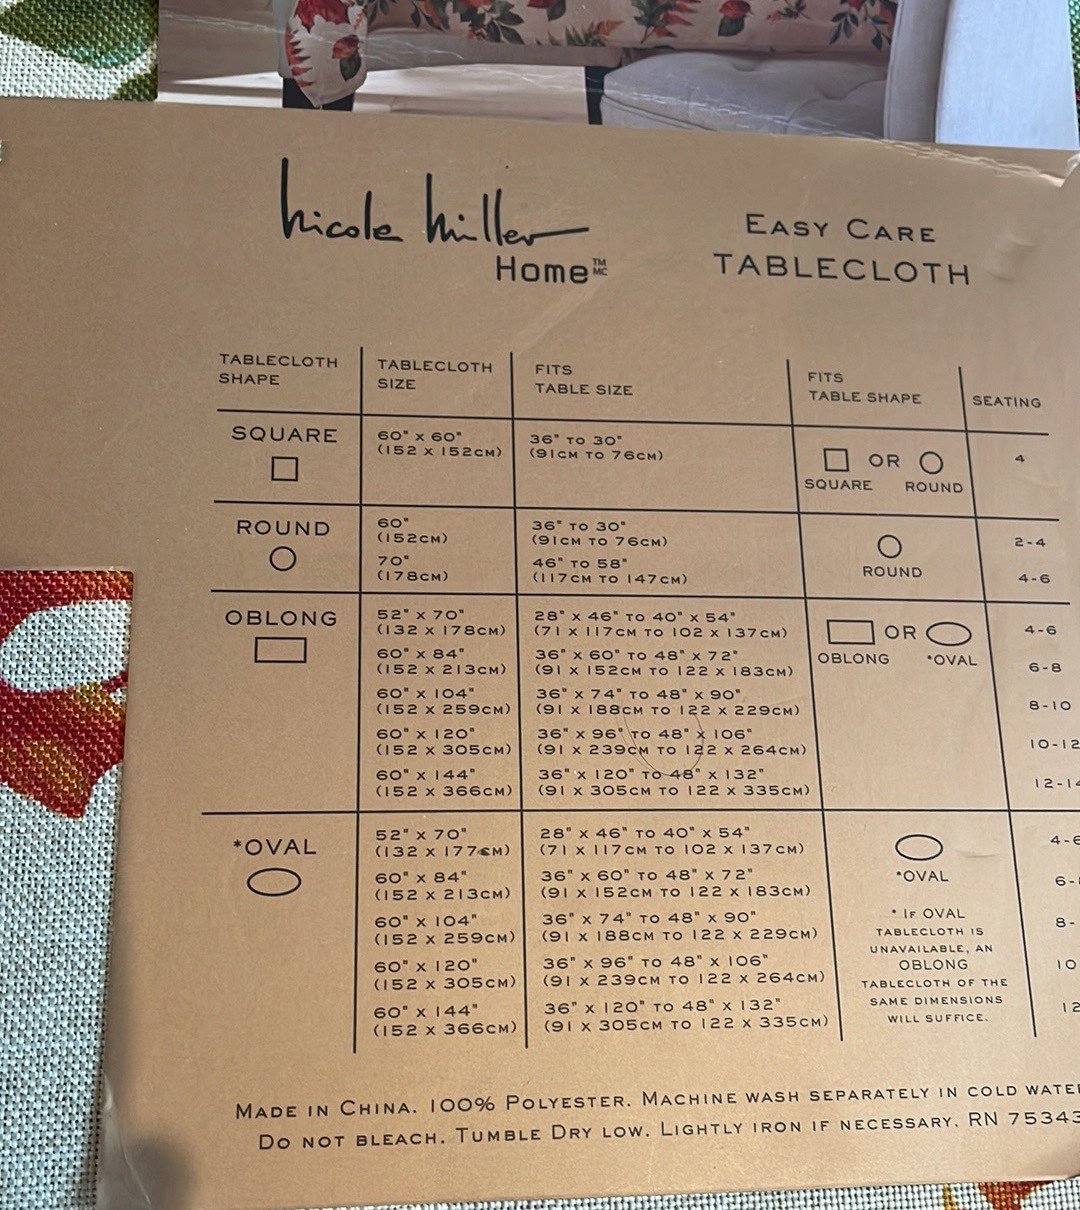 Nicole Miller
Home™ MC
EASY CARE
TABLECLOTH
TABLECLOTH SHAPE | TABLECLOTH SIZE | FITS TABLE SIZE | FITS TABLE SHAPE | SEATING
SQUARE
60" x 60"
(152 x 152CM)
36" TO 30"
(91CM TO 76CM)
OR
SQUARE ROUND
4
ROUND
60"
(152CM)
36" TO 30"
(91CM TO 76CM)
2-4
70"
(178CM)
46" TO 58"
(117CM TO 147CM)
4-6
ROUND
OBLONG
52" x 70"
(132 x 178CM)
28" x 46" TO 40" x 54"
(71 x 117CM TO 102 x 137CM)
4-6
60" x 84"
(152 x 213CM)
36" x 60" TO 48" x 72"
(91 x 152CM TO 122 x 183CM)
6-8
60" x 104"
(152 x 259CM)
36" x 74" TO 48" x 90"
(91 x 188CM TO 122 x 229CM)
8-10
60" x 120"
(152 x 305CM)
36" x 96" TO 48" x 106"
(91 x 239CM TO 122 x 264CM)
10-12
60" x 144"
(152 x 366CM)
36" x 120" TO 48" x 132"
(91 x 305CM TO 122 x 335CM)
12-14
OR
OBLONG *OVAL
*OVAL
52" x 70"
(132 x 177CM)
28" x 46" TO 40" x 54"
(71 x 117CM TO 102 x 137CM)
4-6
60" x 84"
(152 x 213CM)
36" x 60" TO 48" x 72"
(91 x 152CM TO 122 x 183CM)
6-
60" x 104"
(152 x 259CM)
36" x 74" TO 48" x 90"
(91 x 188CM TO 122 x 229CM)
8-
60" x 120"
(152 x 305CM)
36" x 96" TO 48" x 106"
(91 x 239CM TO 122 x 264CM)
10
60" x 144"
(152 x 366CM)
36" x 120" TO 48" x 132"
(91 x 305CM TO 122 x 335CM)
12
*OVAL
* IF OVAL
TABLECLOTH IS
UNAVAILABLE, AN
OBLONG
TABLECLOTH OF THE
SAME DIMENSIONS
WILL SUFFICE.
MADE IN CHINA. 100% POLYESTER. MACHINE WASH SEPARATELY IN COLD WATER
DO NOT BLEACH. TUMBLE DRY LOW. LIGHTLY IRON IF NECESSARY. RN 75343